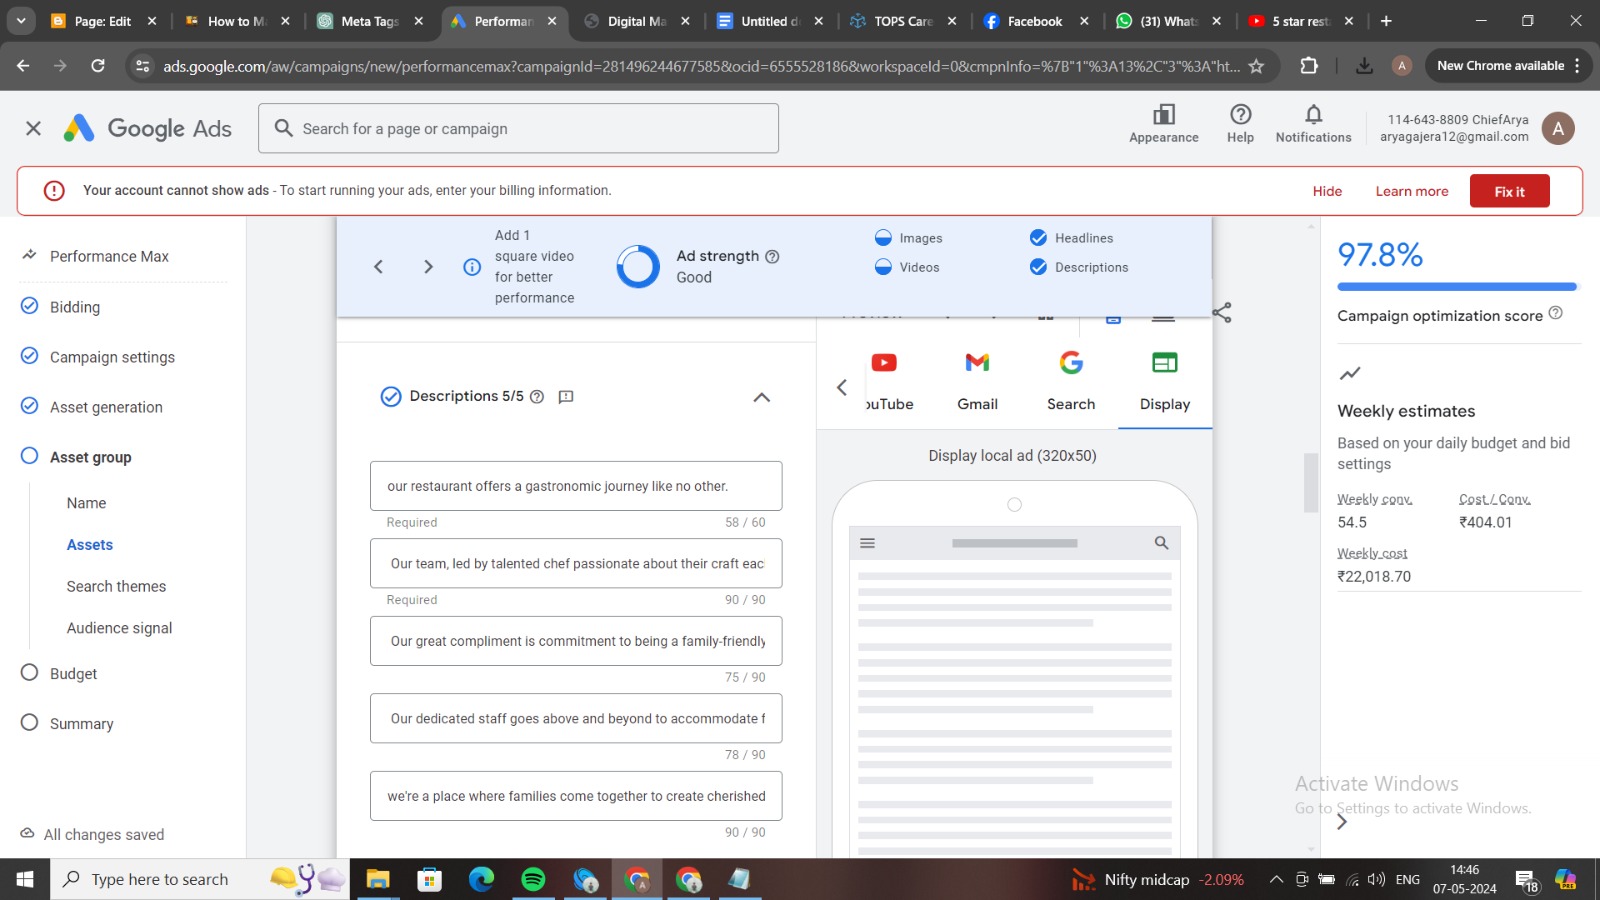 Page: Edit
How to Ma
Meta Tags
Performan
Digital Ma
Untitled d
TOPS Care
Facebook
(31) Whats
5 star rest
ads.google.com/aw/campaigns/new/performancemax?campaignId=28149624467758​5&ocid=6555528186&workspaceId=0&cmpnInfo=%7B"1"%3A13%2C"3"%3A"ht...
A
New Chrome available
Google Ads
Search for a page or campaign
Appearance
Help
Notifications
114-643-8809 ChiefArya
aryagajera12@gmail.com
A
Your account cannot show ads - To start running your ads, enter your billing information.
Hide
Learn more
Fix it
Performance Max
Bidding
Campaign settings
Asset generation
Asset group
Name
Assets
Search themes
Audience signal
Budget
Summary
All changes saved
Add 1
square video
for better
performance
Ad strength
Good
Images
Videos
Headlines
Descriptions
Descriptions 5/5
our restaurant offers a gastronomic journey like no other.
Required
58 / 60
Our team, led by talented chef passionate about their craft eac
Required
90 / 90
Our great compliment is commitment to being a family-friendly
75 / 90
Our dedicated staff goes above and beyond to accommodate f
78 / 90
we're a place where families come together to create cherished
90 / 90
ouTube
Gmail
Search
Display
Display local ad (320x50)
97.8%
Campaign optimization score
Weekly estimates
Based on your daily budget and bid
settings
Weekly conv.
Cost / Conv.
54.5
₹404.01
Weekly cost
₹22,018.70
Activate Windows
Go to Settings to activate Windows.
Type here to search
Nifty midcap -2.09%
ENG
14:46
07-05-2024
18